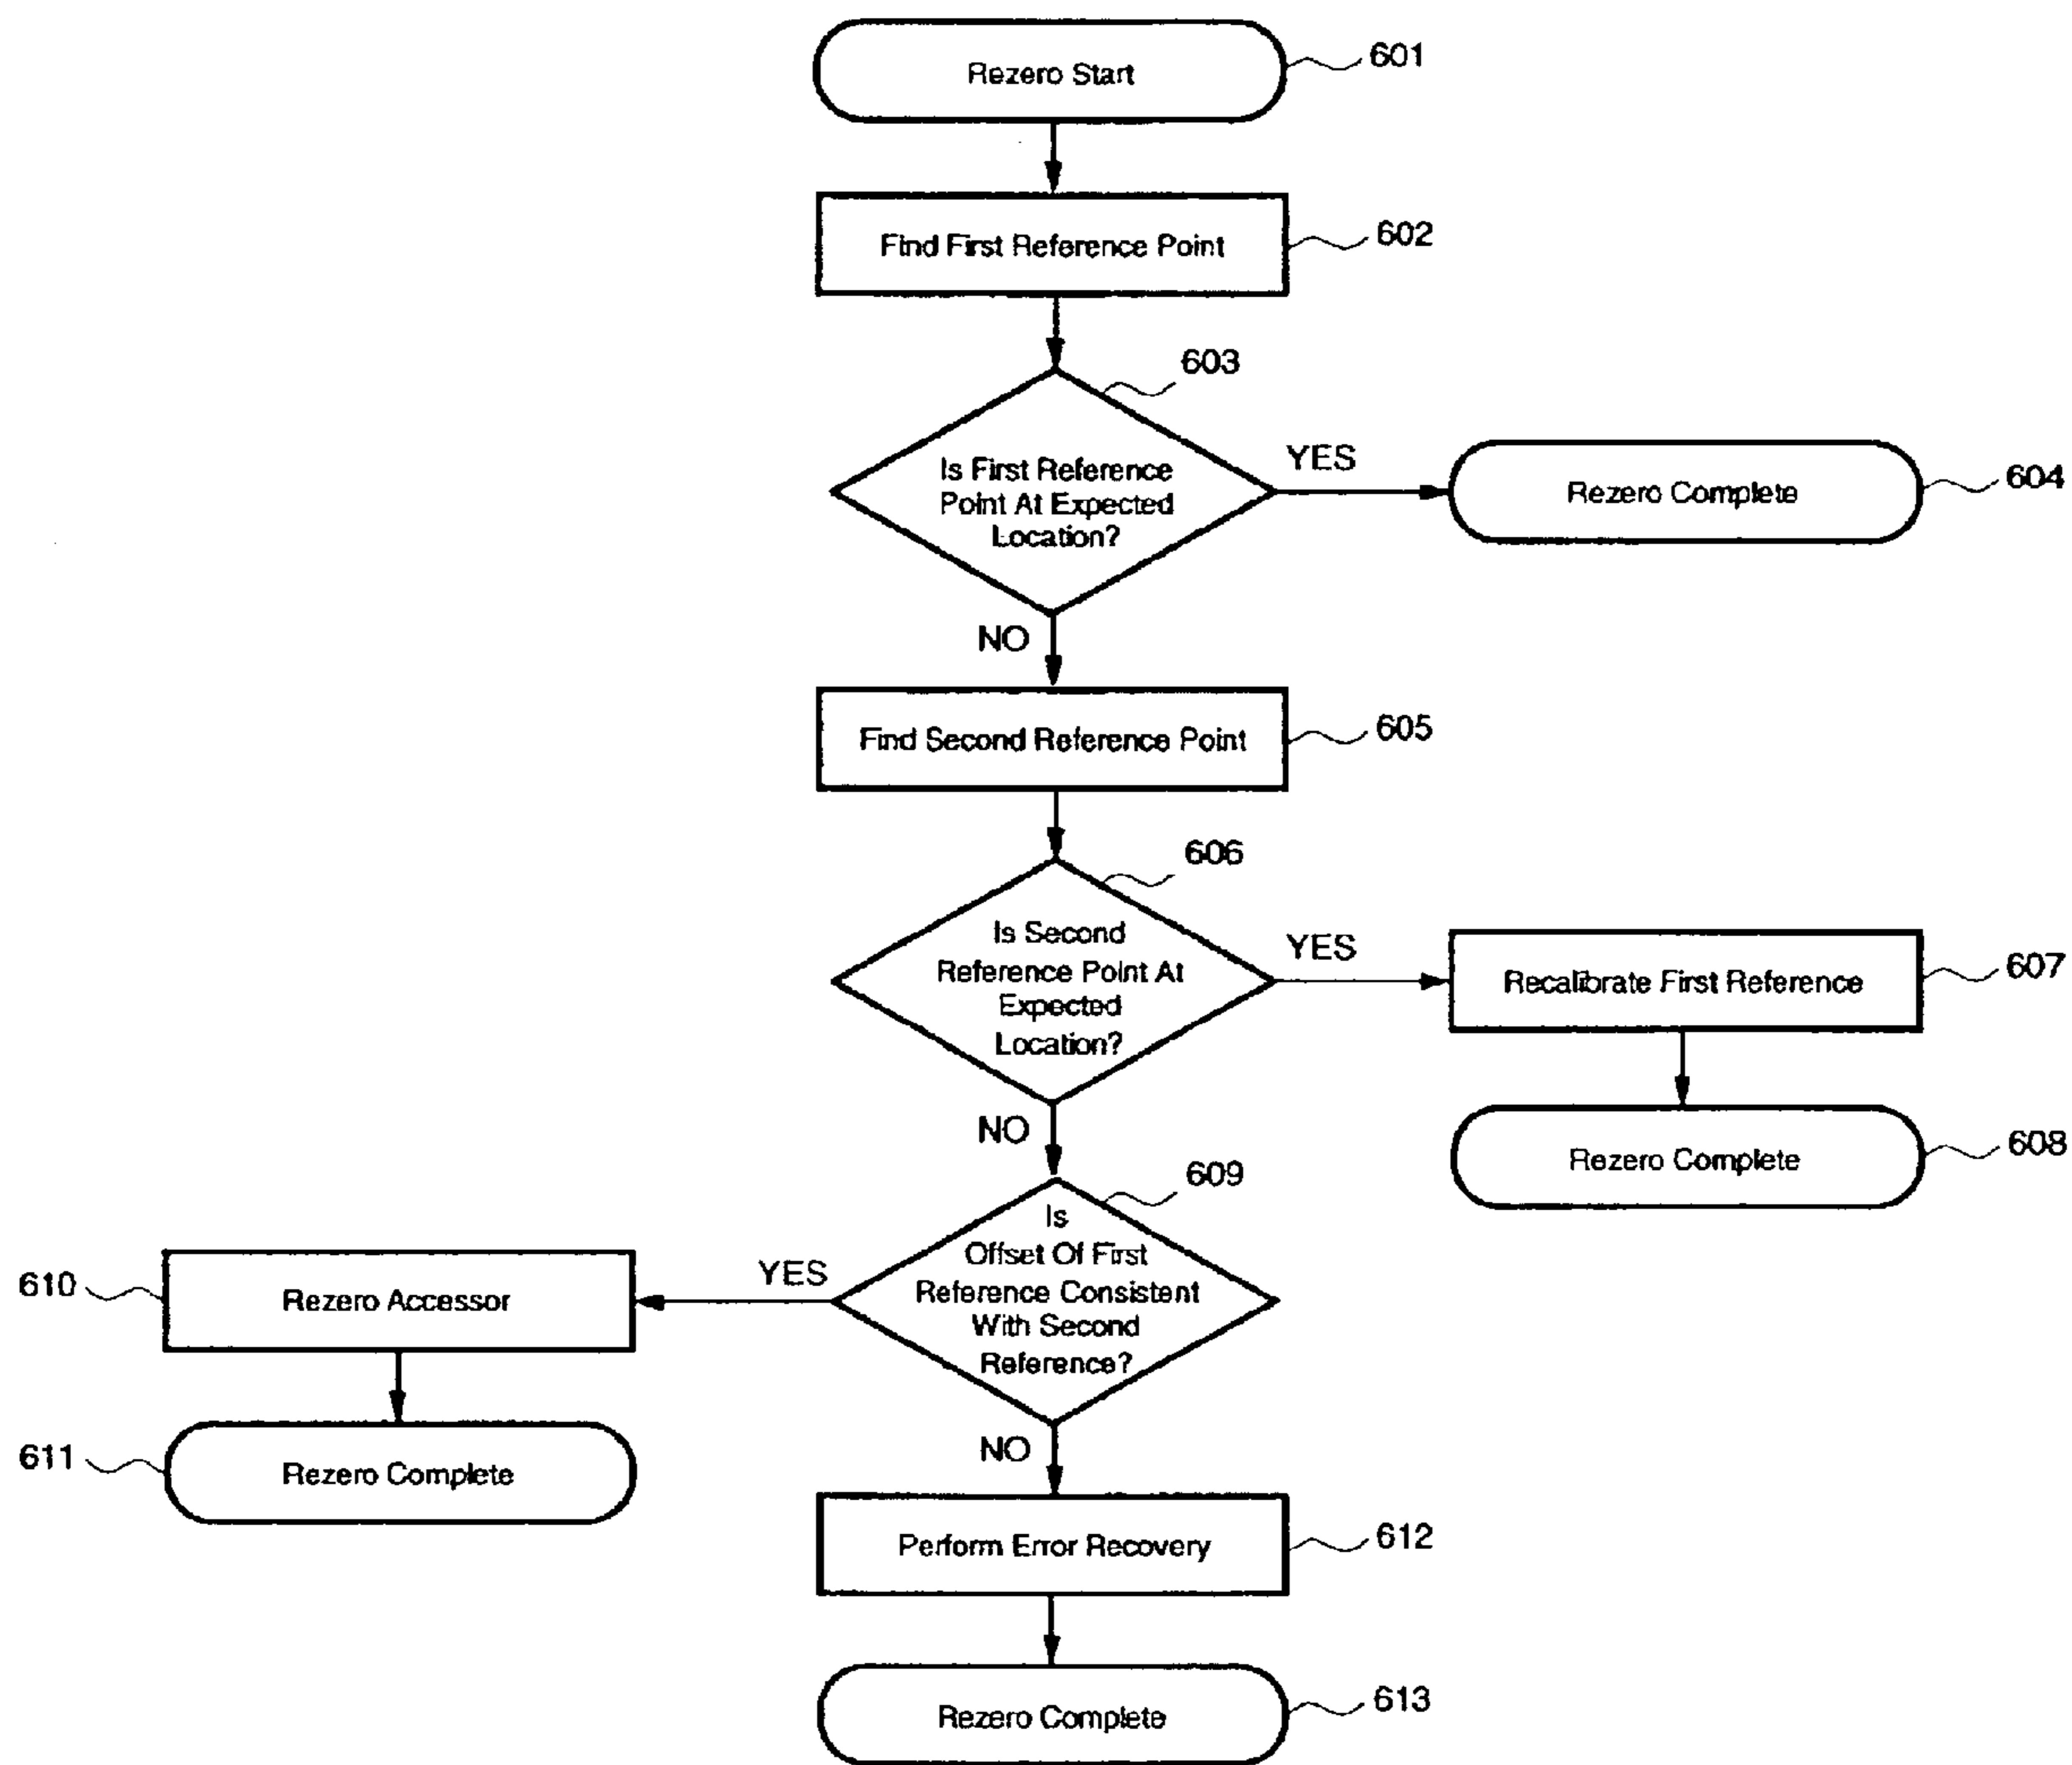 Rezero Start
601
Find First Reference Point
602
603
Is First Reference
Point At Expected
Location?
YES
Rezero Complete
604
NO
Find Second Reference Point
605
606
Is Second
Reference Point At
Expected
Location?
YES
Recalibrate First Reference
607
Rezero Complete
608
NO
609
Is
Offset Of First
Reference Consistent
With Second
Reference?
YES
610
Rezero Accessor
611
Rezero Complete
NO
Perform Error Recovery
612
Rezero Complete
613